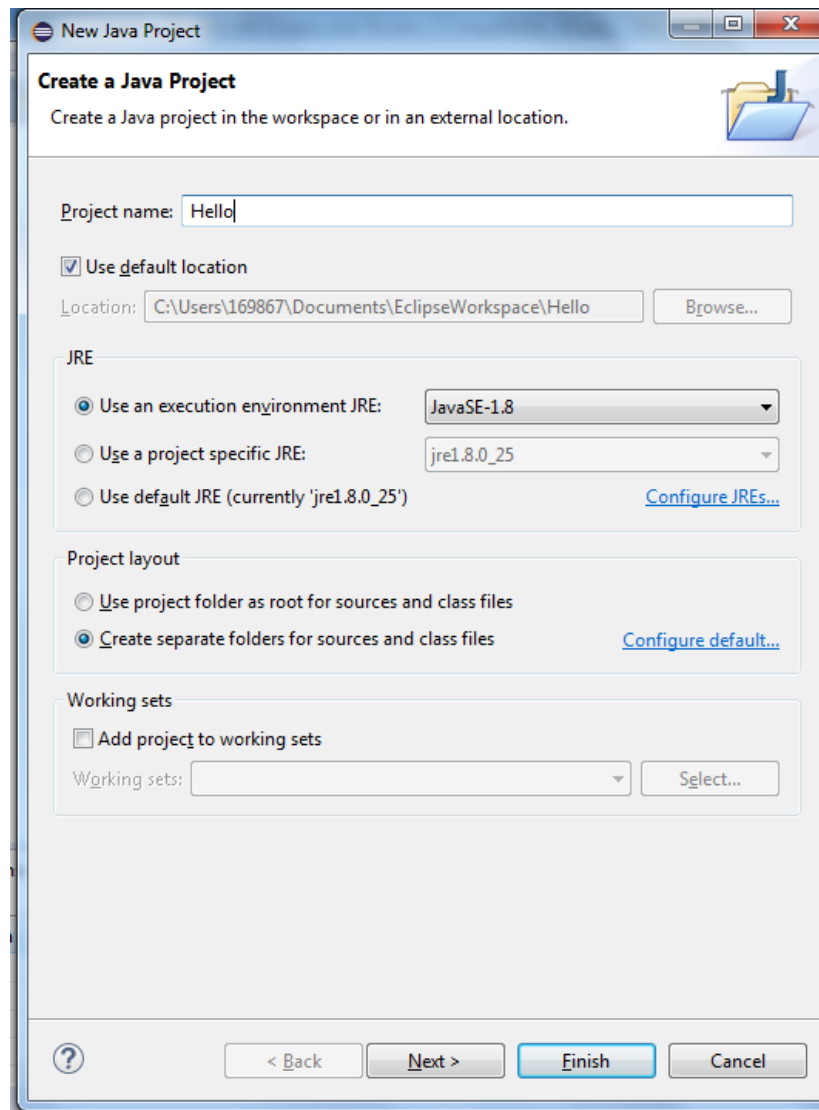 New Java Project
Create a Java Project
Create a Java project in the workspace or in an external location.
Project name: Hello
Use default location
Location: C:\Users\169867\Documents\EclipseWorkspace\Hello Browse...
JRE
Use an execution environment JRE: JavaSE-1.8
Use a project specific JRE: jre1.8.0_25
Use default JRE (currently 'jre1.8.0_25') Configure JREs...
Project layout
Use project folder as root for sources and class files
Create separate folders for sources and class files Configure default...
Working sets
Add project to working sets
Working sets: Select...
? < Back Next > Finish Cancel